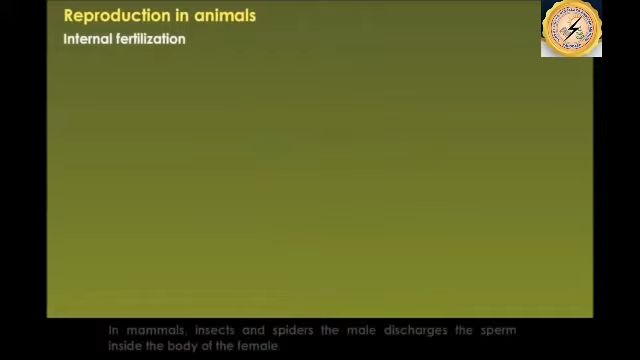 Reproduction in animals
Internal fertilization
In mammals, insects and spiders the male discharges the sperm
inside the body of the female